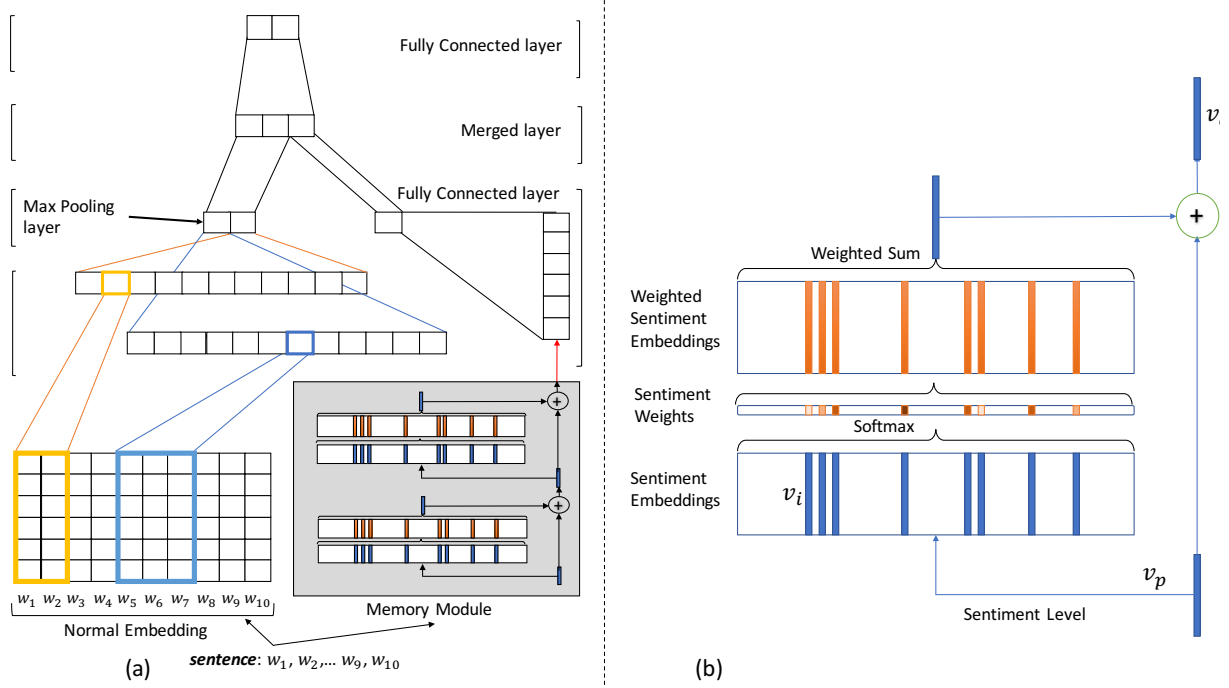 Fully Connected layer
Merged layer
Fully Connected layer
Max Pooling
layer
+
+
w₁ w₂ w₃ w₄ w₅ w₆ w₇ w₈ w₉ w₁₀
Normal Embedding
Memory Module
sentence: w₁, w₂,... w₉, w₁₀
(a)
+
Weighted Sum
Weighted
Sentiment
Embeddings
Sentiment
Weights
Softmax
Sentiment
Embeddings
vᵢ
vₚ
Sentiment Level
(b)